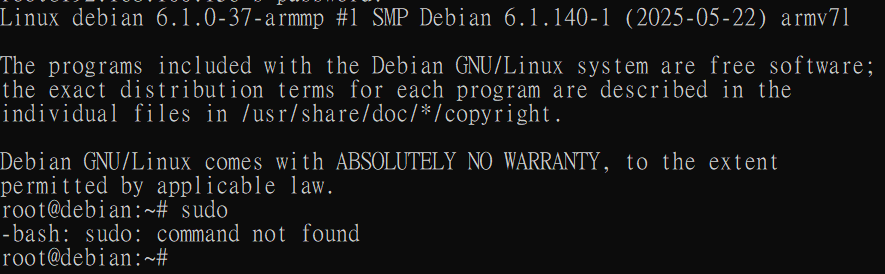 Linux debian 6.1.0-37-armmp #1 SMP Debian 6.1.140-1 (2025-05-22) armv7l
The programs included with the Debian GNU/Linux system are free software;
the exact distribution terms for each program are described in the
individual files in /usr/share/doc/*/copyright.
Debian GNU/Linux comes with ABSOLUTELY NO WARRANTY, to the extent
permitted by applicable law.
root@debian:~# sudo
-bash: sudo: command not found
root@debian:~#